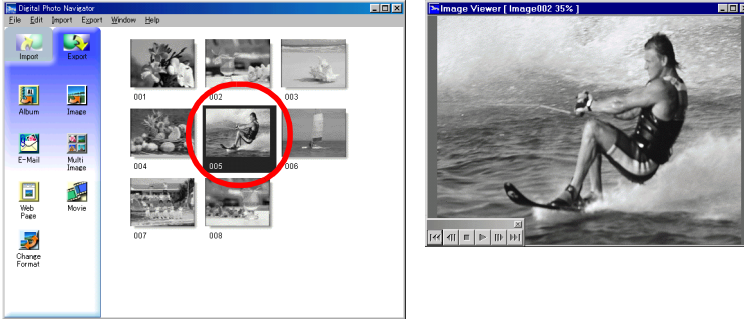 Digital Photo Navigator
File Edit Import Export Window Help
Import Export
Album Image
E-Mail Multi Image
Web Page Movie
Change Format
001 002 003
004 005 006
007 008
Image Viewer [ Image002 35% ]